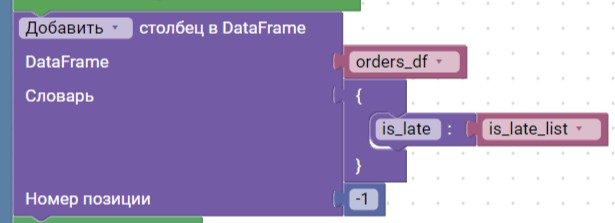 Добавить столбец в DataFrame
DataFrame orders_df
Словарь {
is_late : is_late_list
}
Номер позиции -1